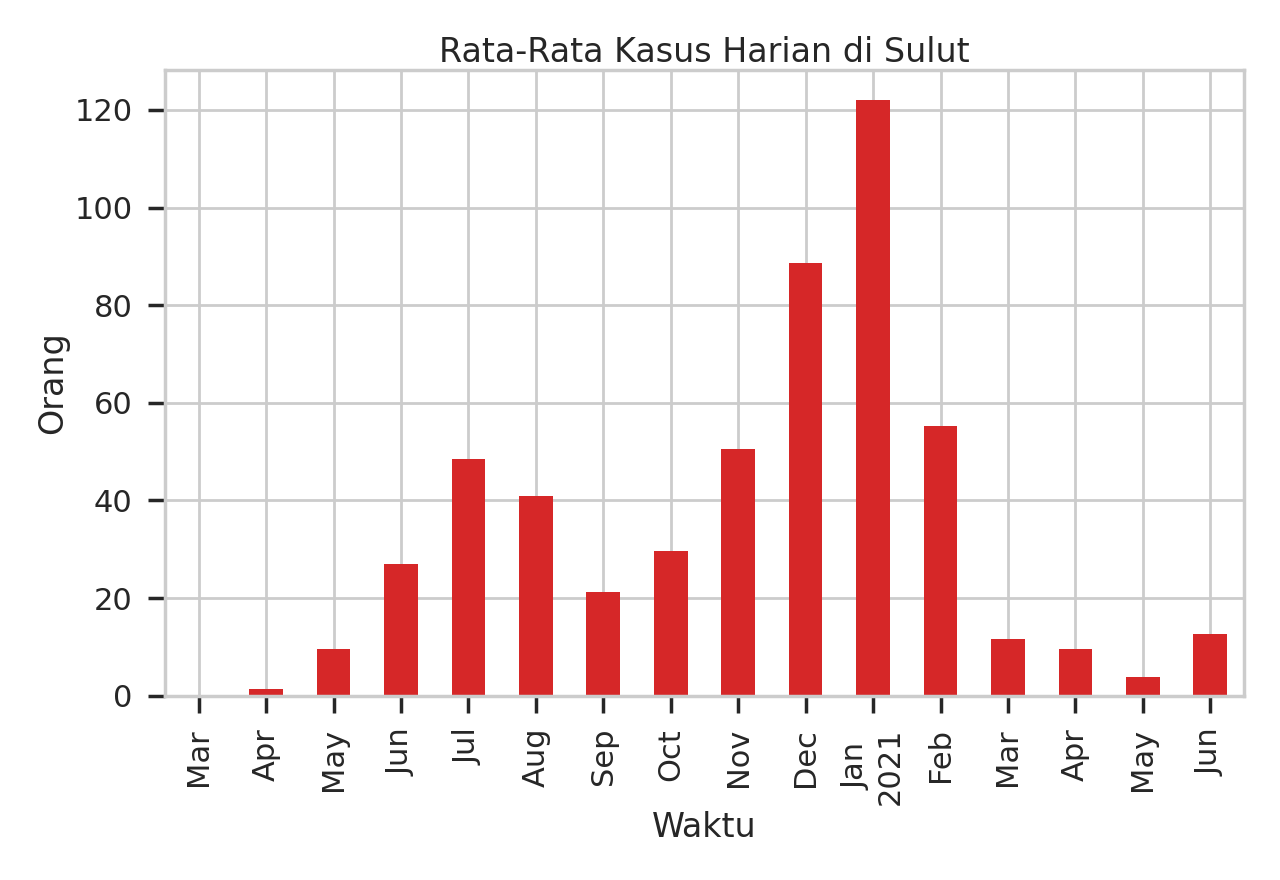 Rata-Rata Kasus Harian di Sulut
120
100
80
60
40
20
0
Orang
Mar
Apr
May
Jun
Jul
Aug
Sep
Oct
Nov
Dec
Jan
2021
Feb
Mar
Apr
May
Jun
Waktu